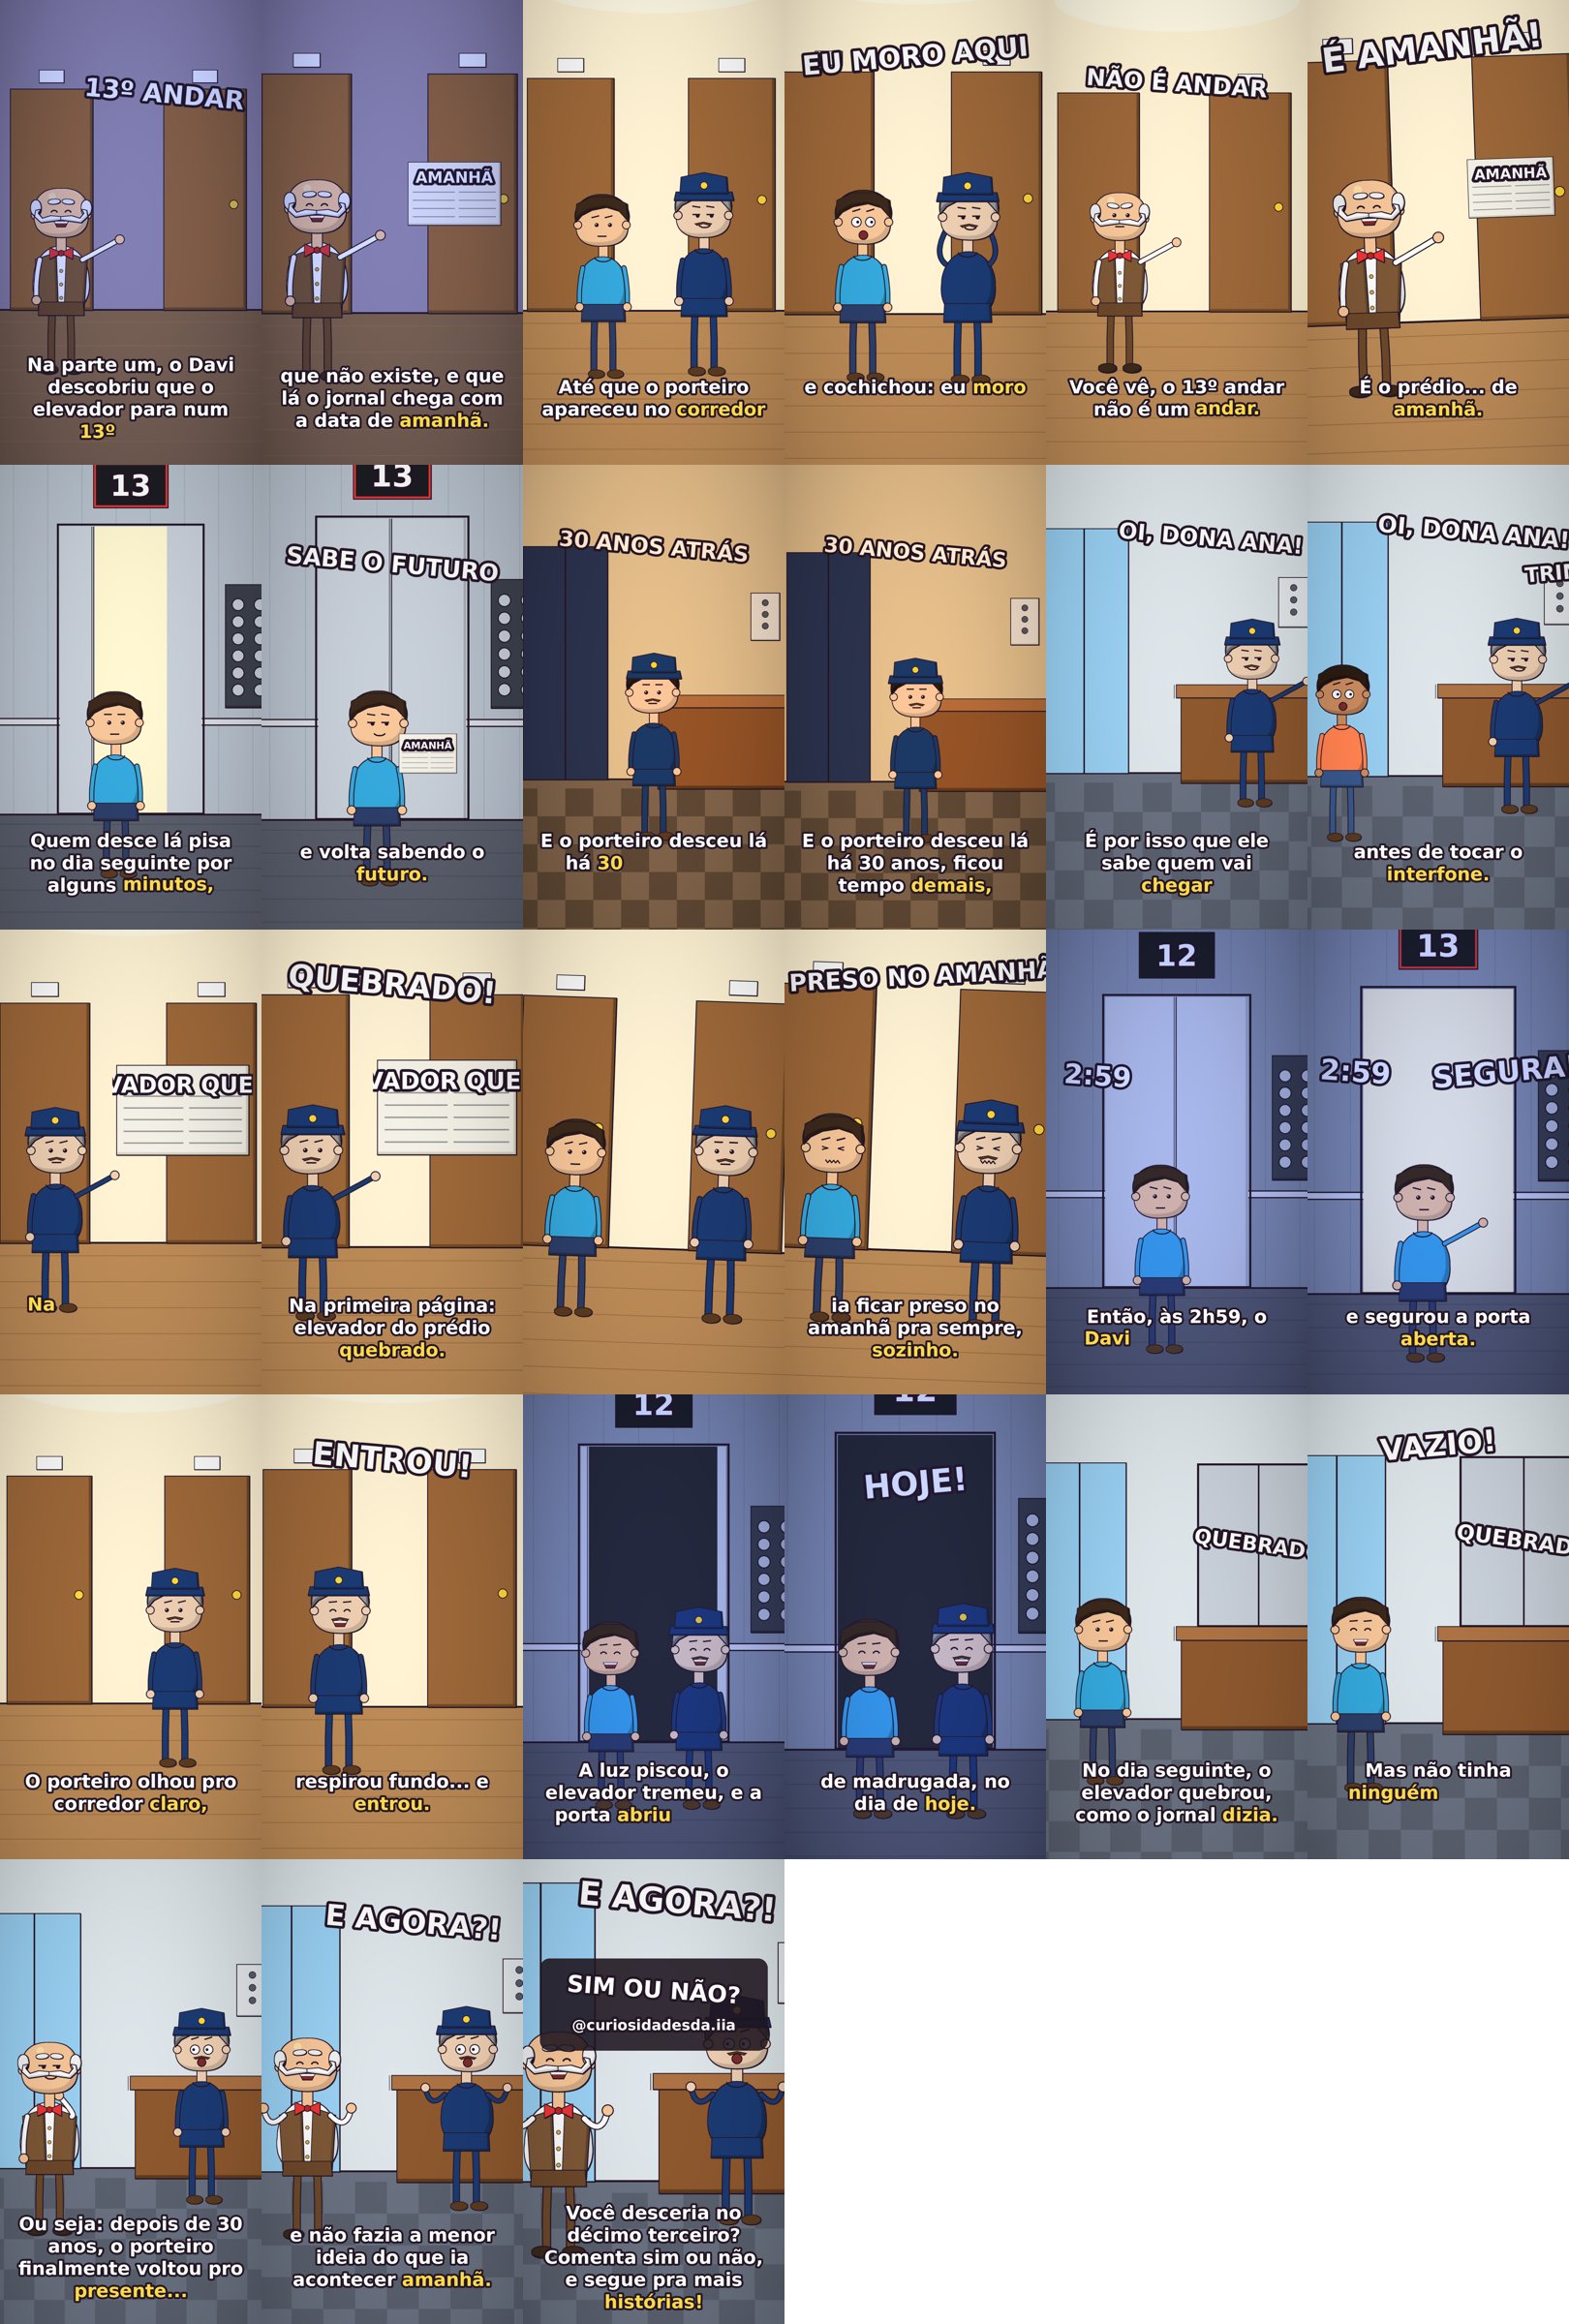 13º ANDAR
Na parte um, o Davi
descobriu que o
elevador para num
13º
AMANHÃ
que não existe, e que
lá o jornal chega com
a data de amanhã.
Até que o porteiro
apareceu no corredor
EU MORO AQUI
e cochichou: eu moro
NÃO É ANDAR
Você vê, o 13º andar
não é um andar.
É AMANHÃ!
AMANHÃ
É o prédio... de
amanhã.
13
Quem desce lá pisa
no dia seguinte por
alguns minutos,
13
SABE O FUTURO
AMANHÃ
e volta sabendo o
futuro.
30 ANOS ATRÁS
E o porteiro desceu lá
há 30
30 ANOS ATRÁS
E o porteiro desceu lá
há 30 anos, ficou
tempo demais,
OI, DONA ANA!
É por isso que ele
sabe quem vai
chegar
OI, DONA ANA!
TRI
antes de tocar o
interfone.
VADOR QUE
Na
QUEBRADO!
VADOR QUE
Na primeira página:
elevador do prédio
quebrado.
PRESO NO AMANHÃ
ia ficar preso no
amanhã pra sempre,
sozinho.
12
2:59
Então, às 2h59, o
Davi
13
2:59
SEGURA
e segurou a porta
aberta.
O porteiro olhou pro
corredor claro,
ENTROU!
respirou fundo... e
entrou.
12
A luz piscou, o
elevador tremeu, e a
porta abriu
12
HOJE!
de madrugada, no
dia de hoje.
QUEBRADO
No dia seguinte, o
elevador quebrou,
como o jornal dizia.
VAZIO!
QUEBRAD
Mas não tinha
ninguém
Ou seja: depois de 30
anos, o porteiro
finalmente voltou pro
presente...
E AGORA?!
e não fazia a menor
ideia do que ia
acontecer amanhã.
E AGORA?!
SIM OU NÃO?
@curiosidadesda.iia
Você desceria no
décimo terceiro?
Comenta sim ou não,
e segue pra mais
histórias!